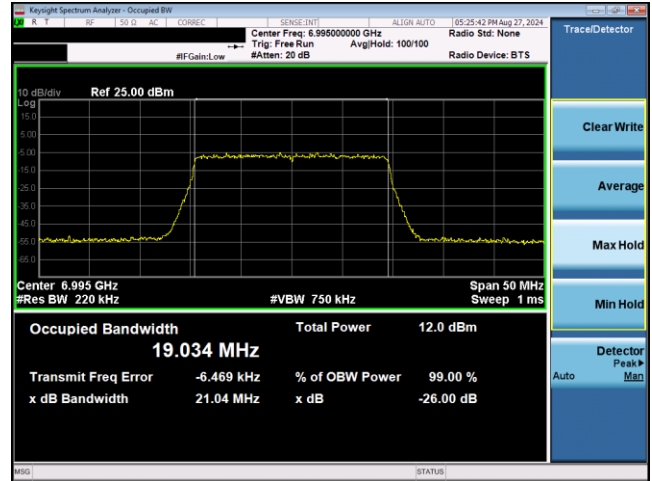 Keysight Spectrum Analyzer - Occupied BW
R T RF 50 Ω AC CORREC SENSE:INT ALIGN AUTO 05:25:42 PM Aug 27, 2024
Center Freq: 6.995000000 GHz Radio Std: None
Trig: Free Run Avg|Hold: 100/100
#IFGain:Low #Atten: 20 dB Radio Device: BTS
Trace/Detector
10 dB/div Ref 25.00 dBm
Log
15.0
5.00
-5.00
-15.0
-25.0
-35.0
-45.0
-55.0
-65.0
Center 6.995 GHz Span 50 MHz
#Res BW 220 kHz #VBW 750 kHz Sweep 1 ms
Occupied Bandwidth Total Power 12.0 dBm
19.034 MHz
Transmit Freq Error -6.469 kHz % of OBW Power 99.00 %
x dB Bandwidth 21.04 MHz x dB -26.00 dB
Clear Write
Average
Max Hold
Min Hold
Detector
Peak▶
Auto Man
MSG STATUS